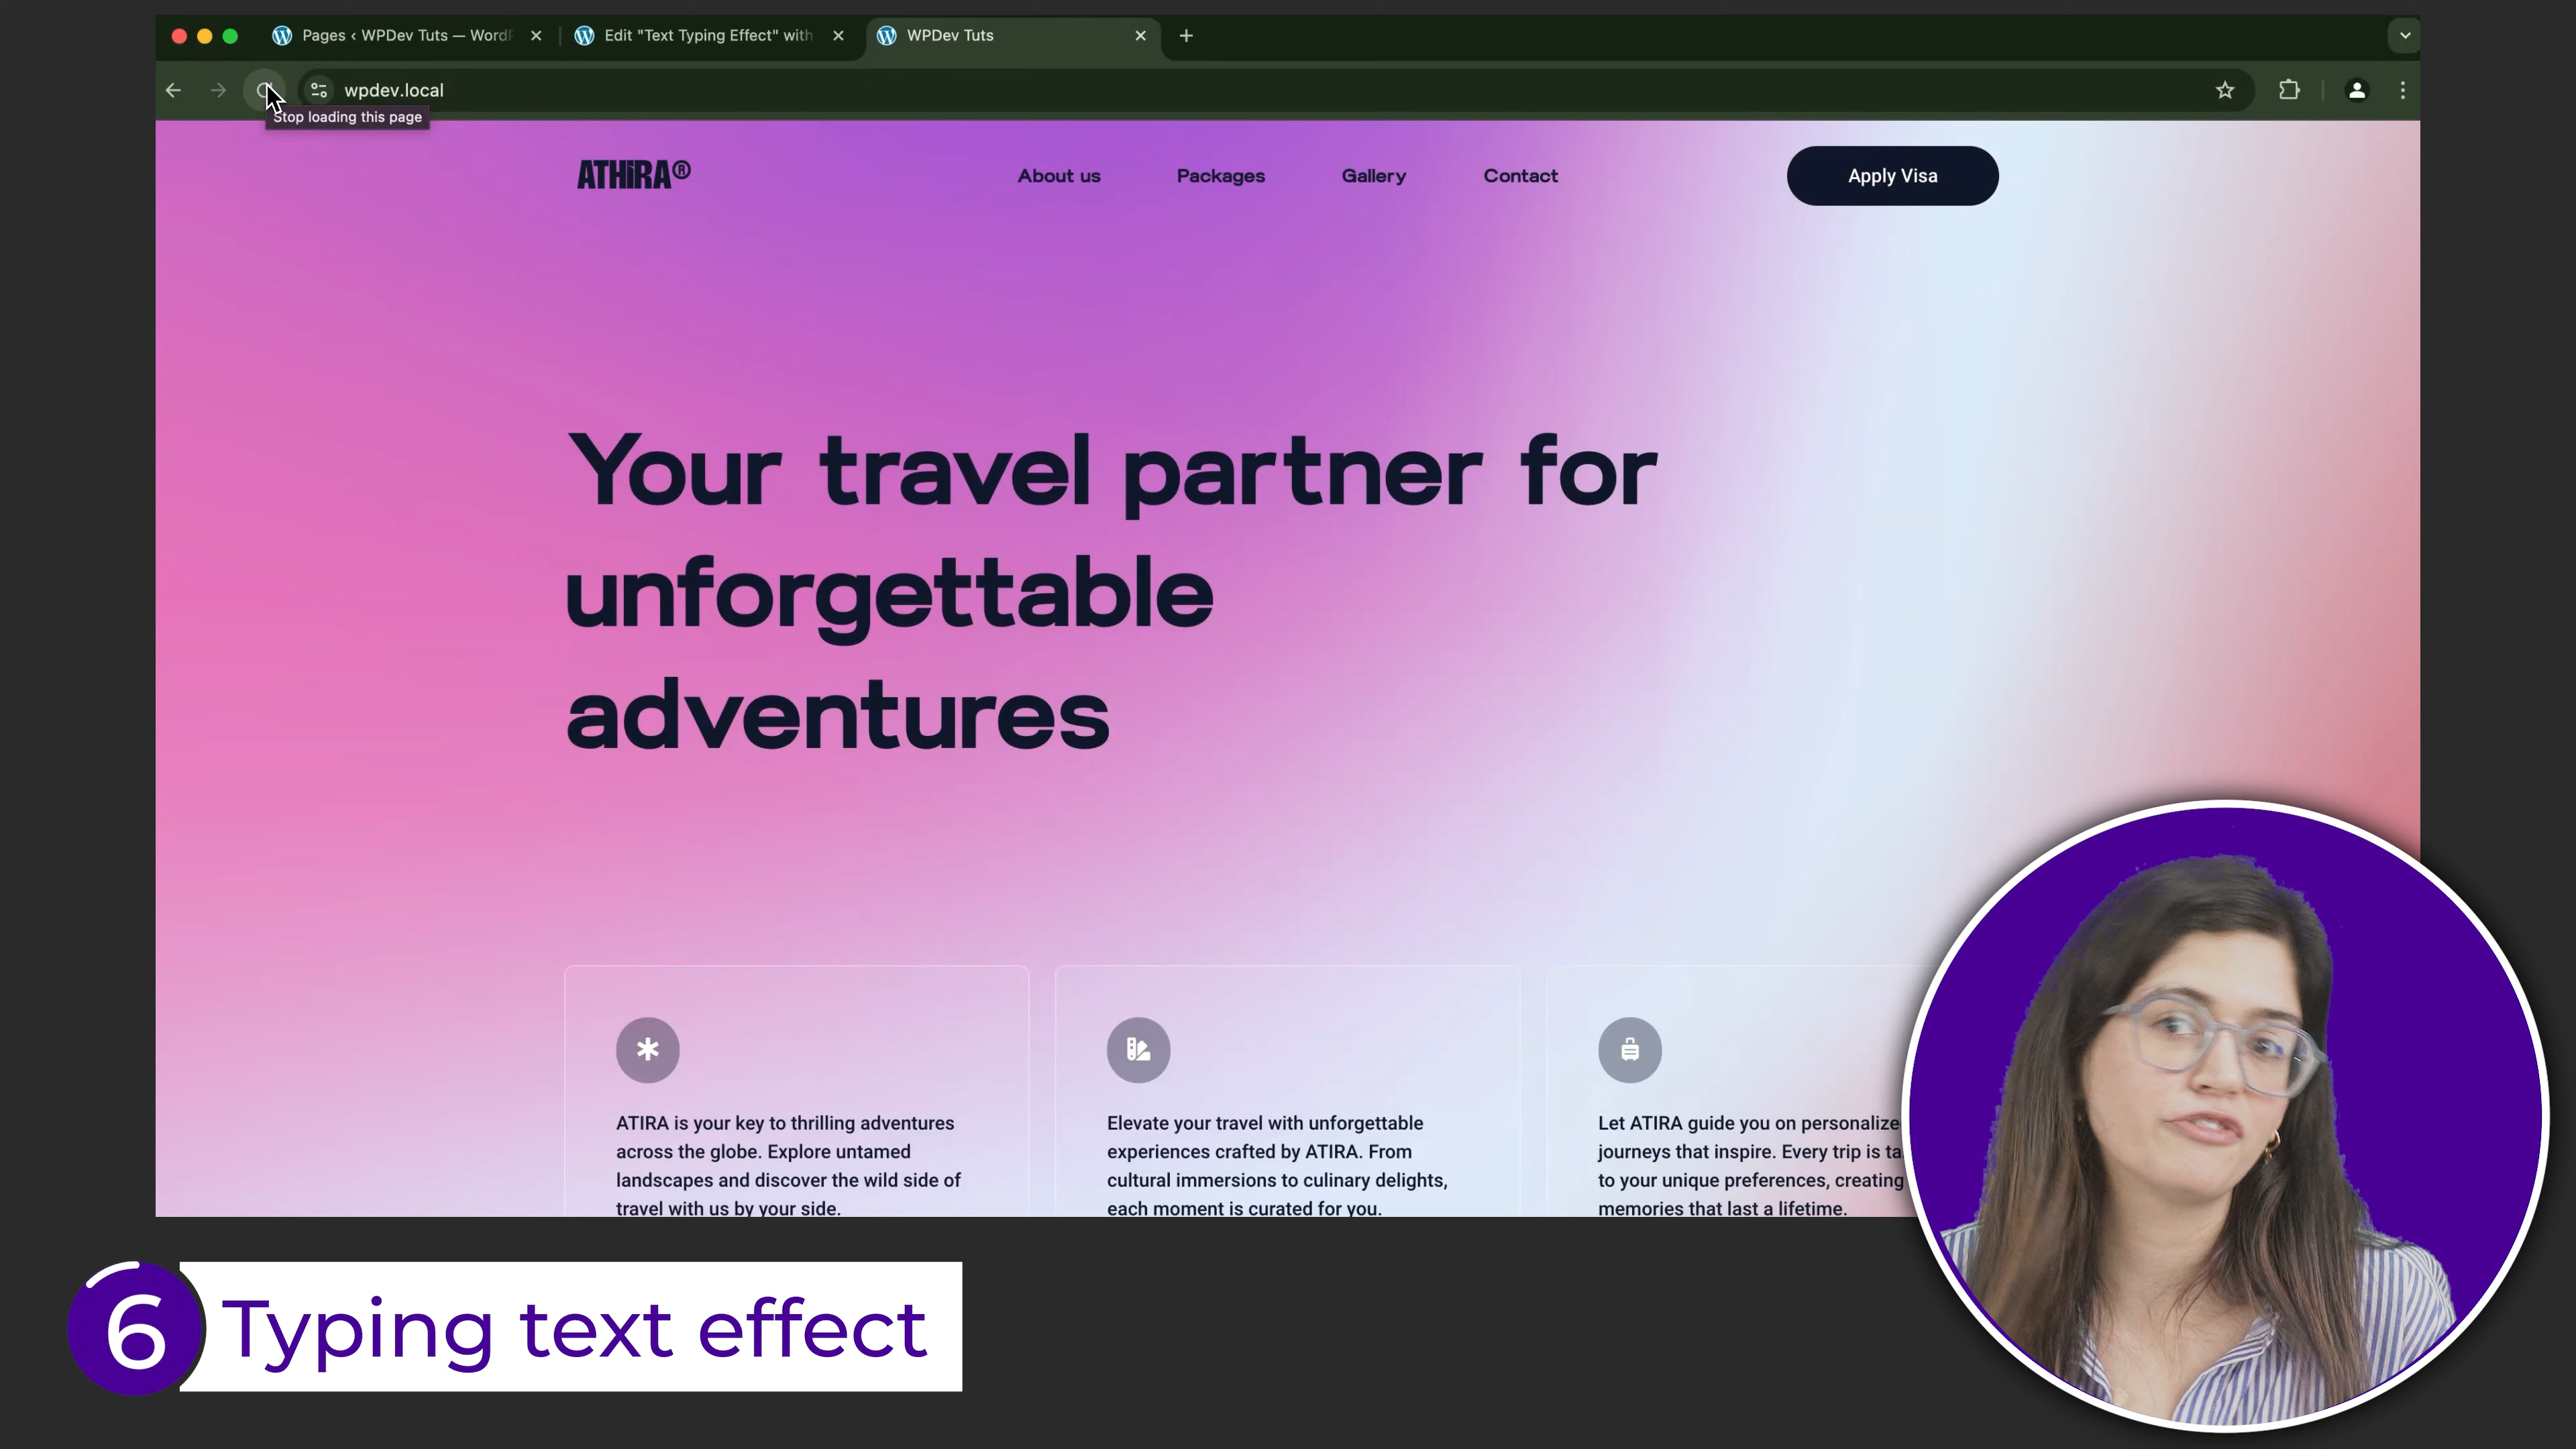 Pages ‹ WPDev Tuts — Word
Edit "Text Typing Effect" with
WPDev Tuts
wpdev.local
Stop loading this page
ATHiRA®
About us
Packages
Gallery
Contact
Apply Visa
Your travel partner for
unforgettable
adventures
ATIRA is your key to thrilling adventures
across the globe. Explore untamed
landscapes and discover the wild side of
travel with us by your side.
Elevate your travel with unforgettable
experiences crafted by ATIRA. From
cultural immersions to culinary delights,
each moment is curated for you.
Let ATIRA guide you on personalize
journeys that inspire. Every trip is ta
to your unique preferences, creating
memories that last a lifetime.
6
Typing text effect